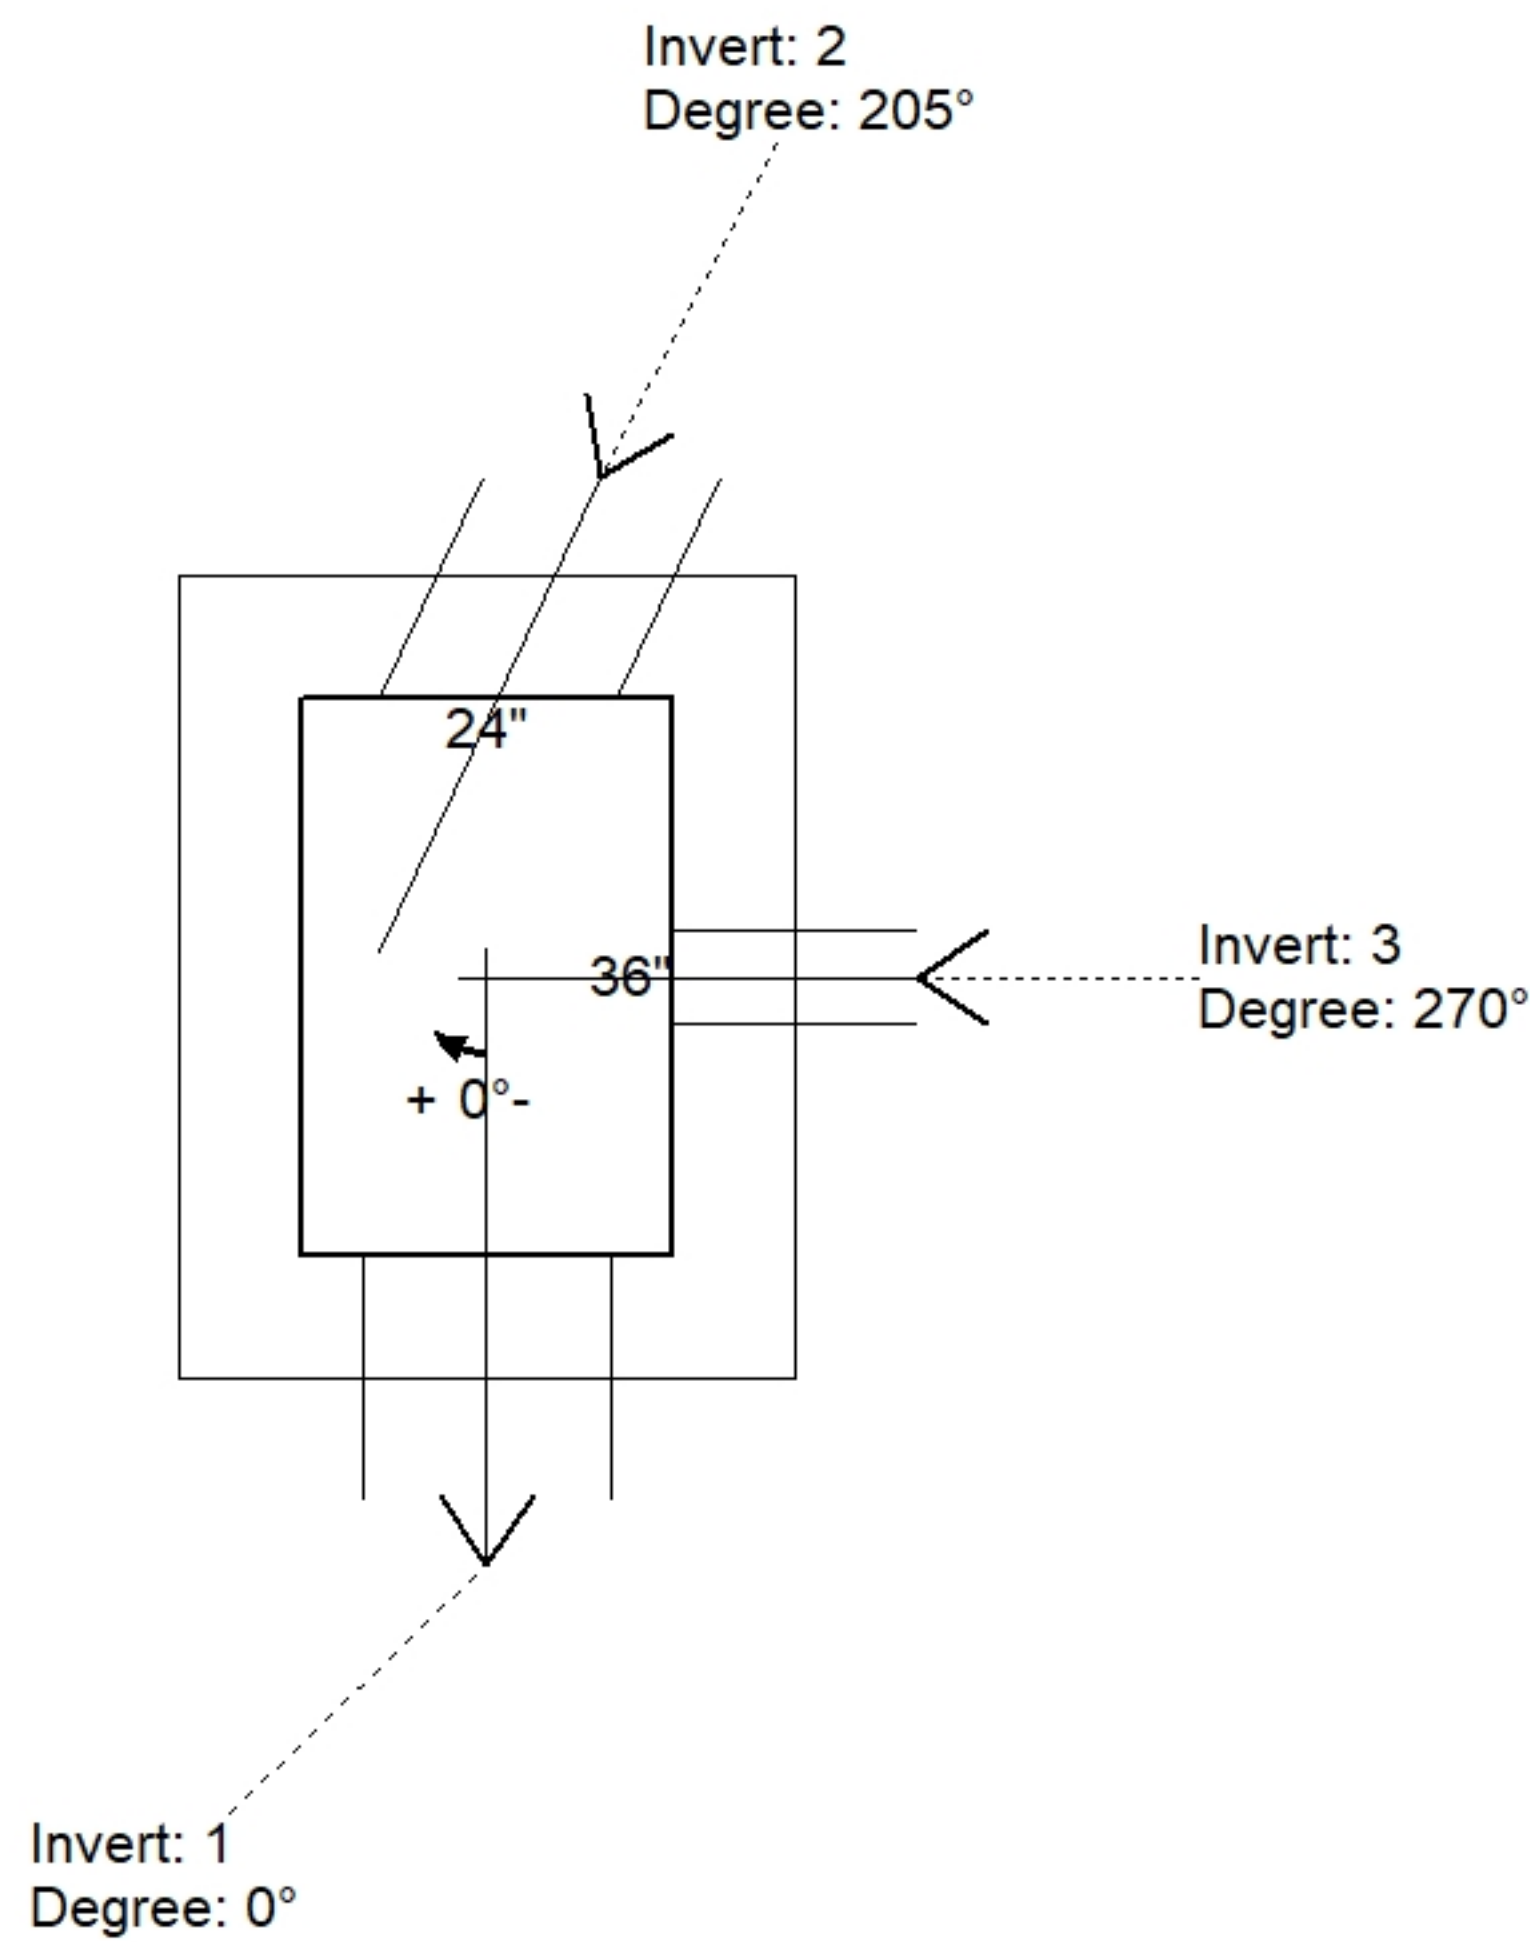 Invert: 2
Degree: 205°
24"
36"
Invert: 3
Degree: 270°
+ 0°-
Invert: 1
Degree: 0°